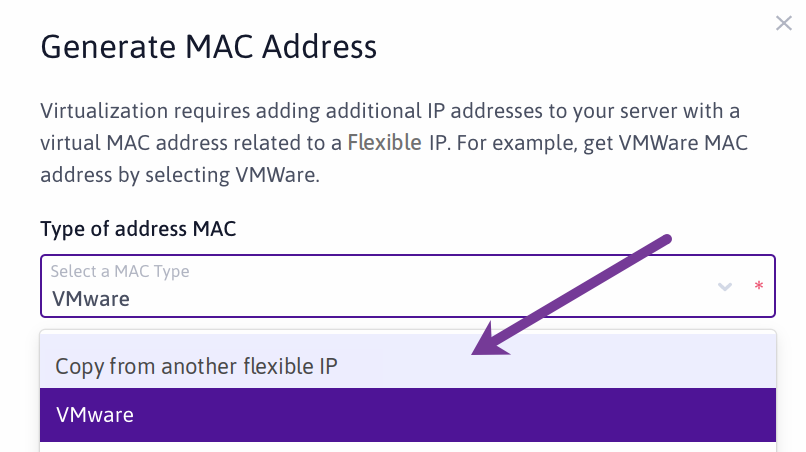 Generate MAC Address
Virtualization requires adding additional IP addresses to your server with a
virtual MAC address related to a Flexible IP. For example, get VMWare MAC
address by selecting VMWare.
Type of address MAC
Select a MAC Type
VMware
*
Copy from another flexible IP
VMware